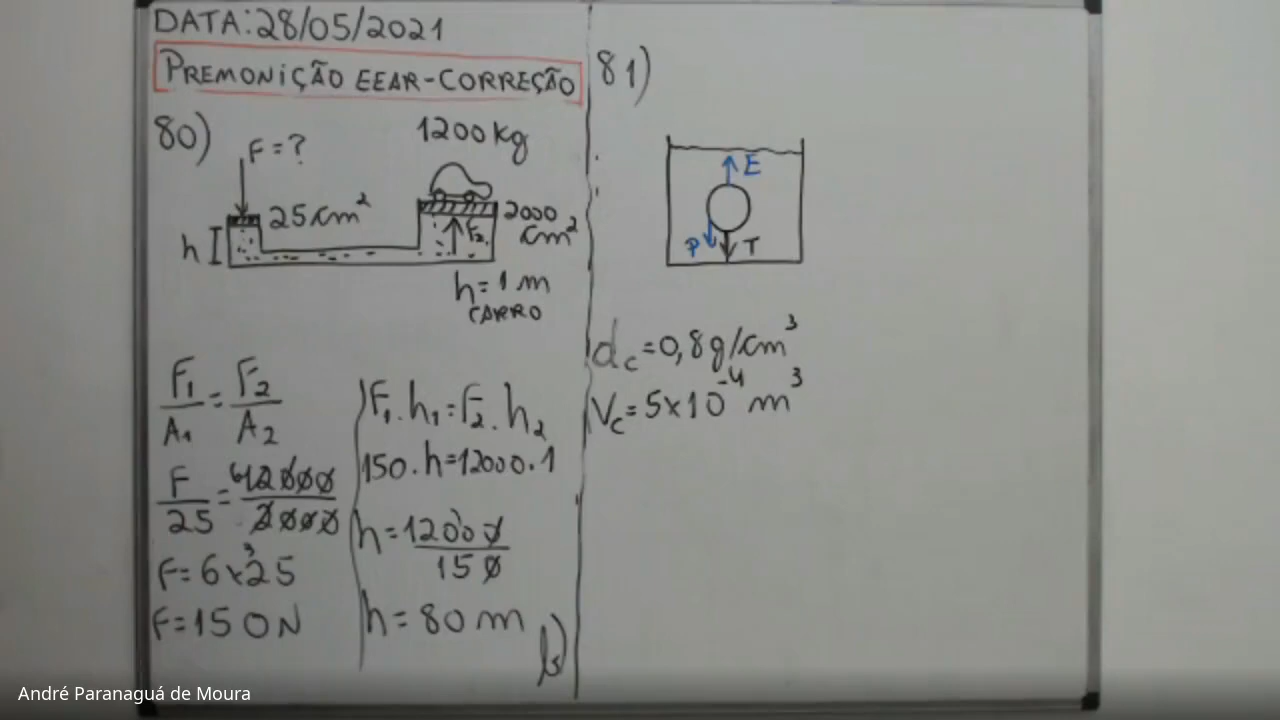 DATA: 28/05/2021
PREMONIÇÃO EEAR-CORREÇÃO
80)
F = ?
1200 kg
25 cm²
2000 cm²
F₂
h
h = 1 m
CARRO
F₁/A₁ = F₂/A₂
F/25 = 12000/2000
F = 6 x 25
F = 150 N
F₁ . h₁ = F₂ . h₂
150 . h = 12000 . 1
h = 12000/150
h = 80 m
b)
81)
E
P
T
dc = 0,8 g/cm³
Vc = 5 x 10⁻⁴ m³
André Paranaguá de Moura